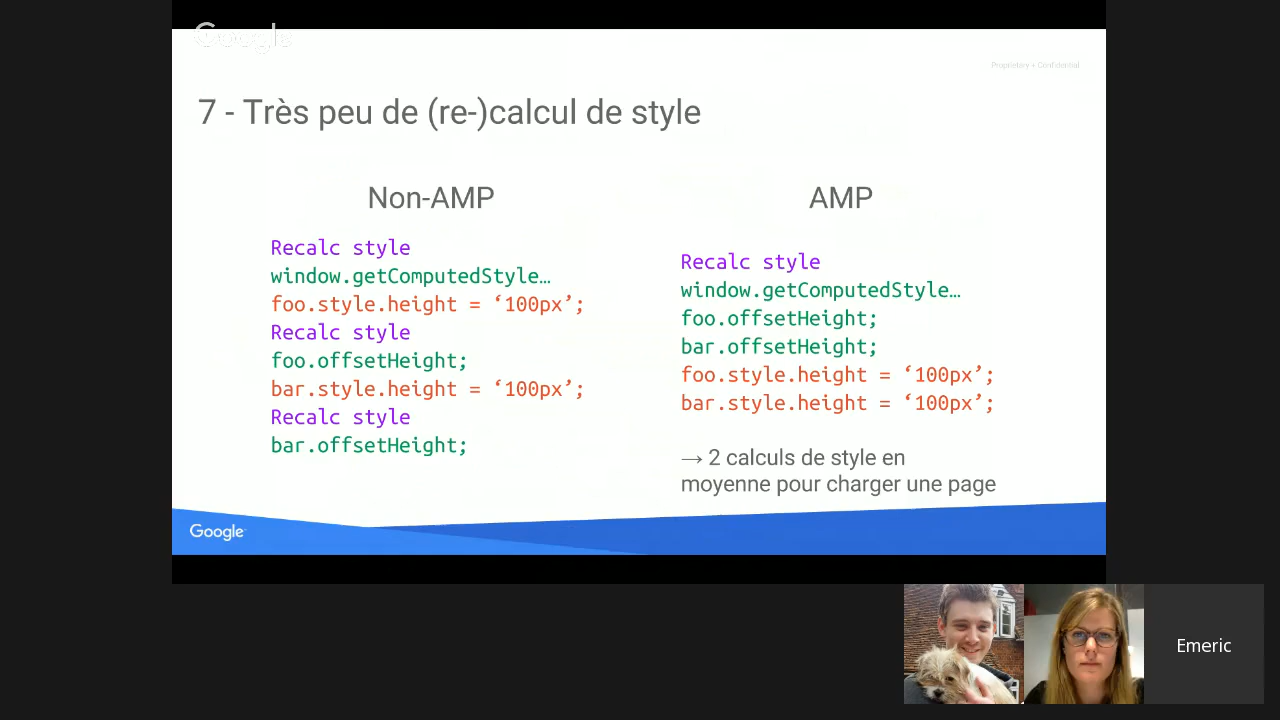 Google
Proprietary + Confidential
7 - Très peu de (re-)calcul de style
Non-AMP
Recalc style
window.getComputedStyle…
foo.style.height = ‘100px’;
Recalc style
foo.offsetHeight;
bar.style.height = ‘100px’;
Recalc style
bar.offsetHeight;
AMP
Recalc style
window.getComputedStyle…
foo.offsetHeight;
bar.offsetHeight;
foo.style.height = ‘100px’;
bar.style.height = ‘100px’;
→ 2 calculs de style en
moyenne pour charger une page
Google
Emeric